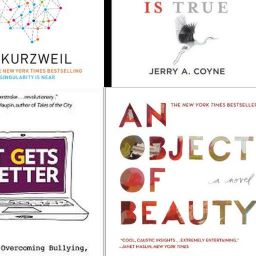 KURZWEIL
NEW YORK TIMES BESTSELLING
SINGULARITY IS NEAR
IS TRUE
JERRY A. COYNE
revolutionary."
author of Tales of the City
GETS
ETTER
Overcoming Bullying,
THE NEW YORK TIMES BESTSELLER
AN
OBJECT
OF
BEAUTY
a novel
"COOL, CAUSTIC INSIGHTS... EXTREMELY ENTERTAINING."
—JANET MASLIN, NEW YORK TIMES